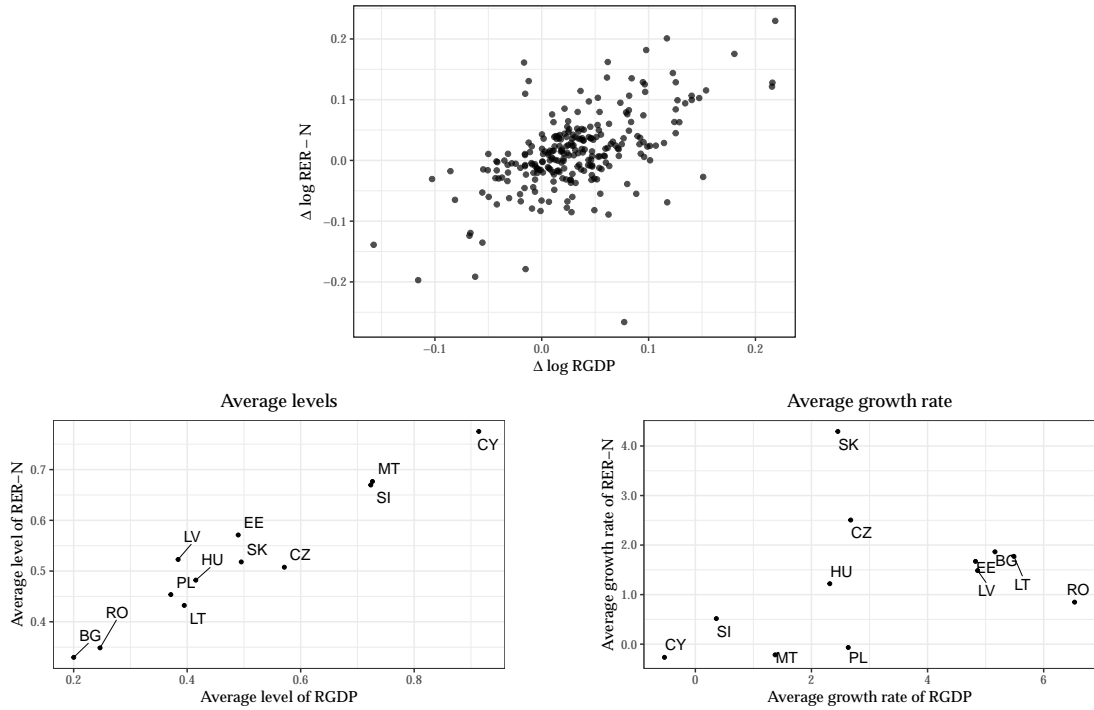 0.2
0.1
0.0
−0.1
−0.2
Δ log RER − N
−0.1
0.0
0.1
0.2
Δ log RGDP
Average levels
0.7
0.6
0.5
0.4
Average level of RER−N
CY
MT
SI
EE
LV
SK
CZ
HU
PL
LT
RO
BG
0.2
0.4
0.6
0.8
Average level of RGDP
Average growth rate
4.0
3.0
2.0
1.0
0.0
Average growth rate of RER−N
SK
CZ
HU
EE
BG
LV
LT
RO
SI
CY
MT
PL
0
2
4
6
Average growth rate of RGDP